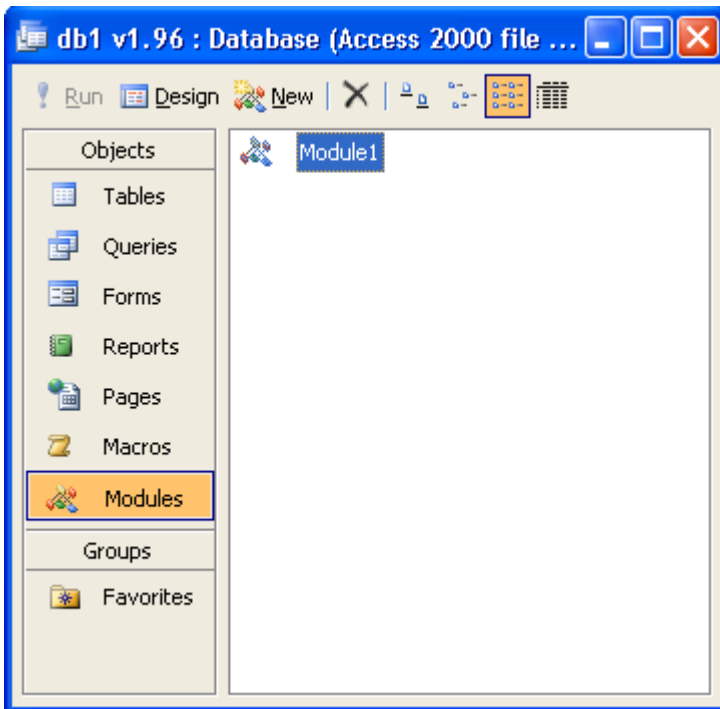 db1 v1.96 : Database (Access 2000 file ...
Run Design New
Objects
Module1
Tables
Queries
Forms
Reports
Pages
Macros
Modules
Groups
Favorites